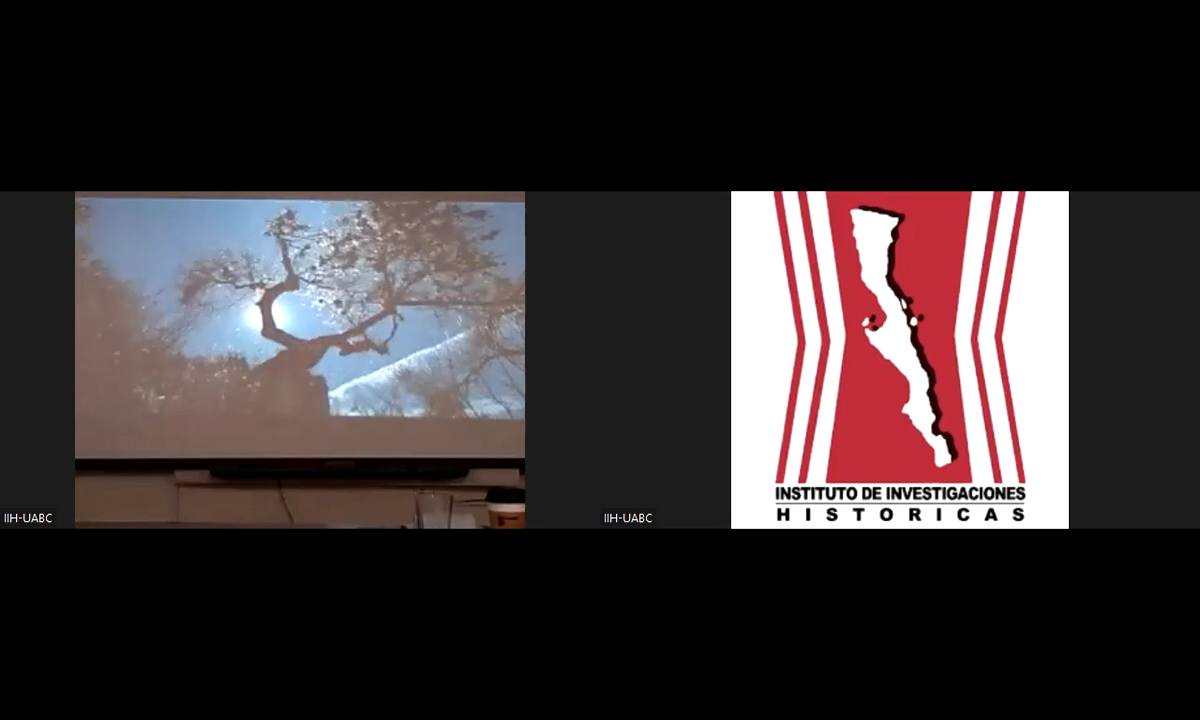 IIH-UABC
IIH-UABC
INSTITUTO DE INVESTIGACIONES
HISTORICAS